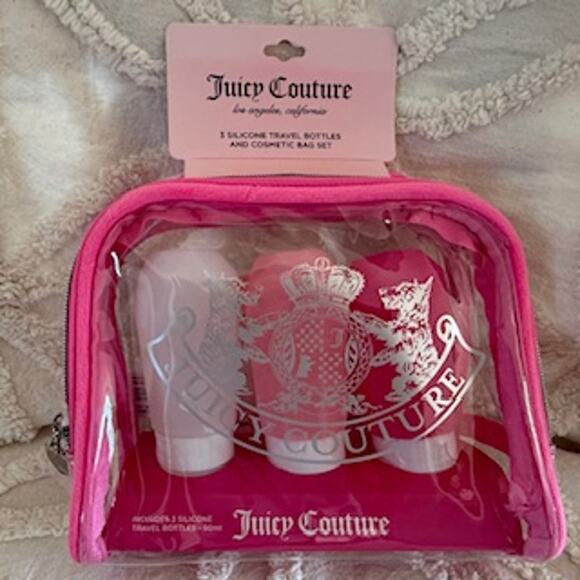 Juicy Couture
los angeles, california
3 SILICONE TRAVEL BOTTLES
AND COSMETIC BAG SET
JUICY COUTURE
INCLUDES 3 SILICONE
TRAVEL BOTTLES - 90ml
Juicy Couture